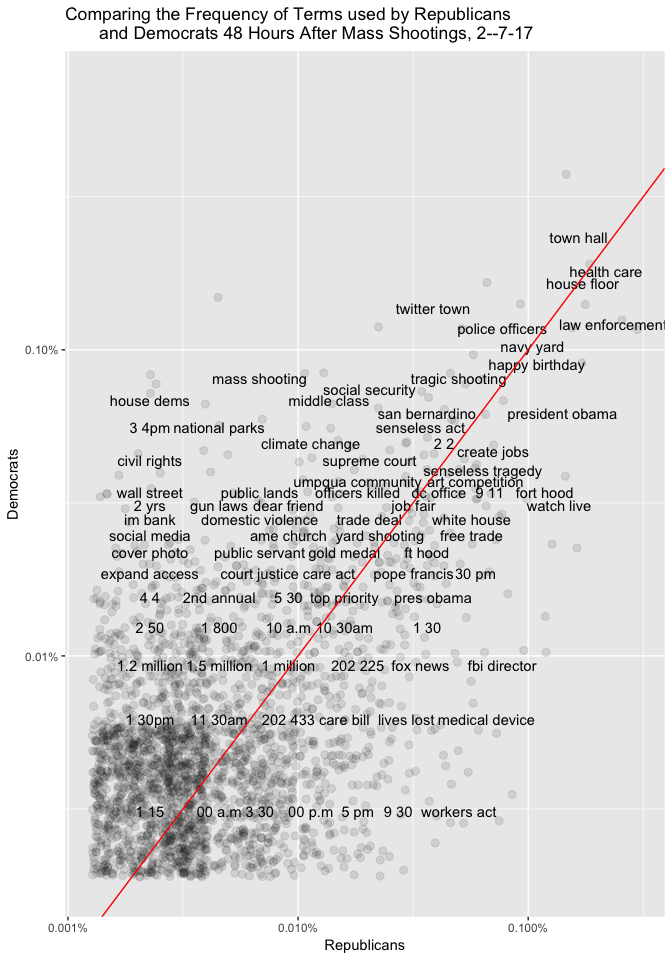 Comparing the Frequency of Terms used by Republicans
and Democrats 48 Hours After Mass Shootings, 2--7-17
town hall
health care
house floor
twitter town
police officers law enforcement
navy yard
happy birthday
mass shooting tragic shooting
social security
house dems middle class
san bernardino president obama
3 4pm national parks senseless act
climate change 2 2
create jobs
civil rights supreme court
senseless tragedy
umpqua community art competition
wall street public lands officers killed dc office 9 11 fort hood
2 yrs gun laws dear friend job fair watch live
im bank domestic violence trade deal white house
social media ame church yard shooting free trade
cover photo public servant gold medal ft hood
expand access court justice care act pope francis 30 pm
4 4 2nd annual 5 30 top priority pres obama
2 50 1 800 10 a.m 10 30am 1 30
1.2 million 1.5 million 1 million 202 225 fox news fbi director
1 30pm 11 30am 202 433 care bill lives lost medical device
1 15 00 a.m 3 30 00 p.m 5 pm 9 30 workers act
0.10%
0.01%
Democrats
0.001% 0.010% 0.100%
Republicans